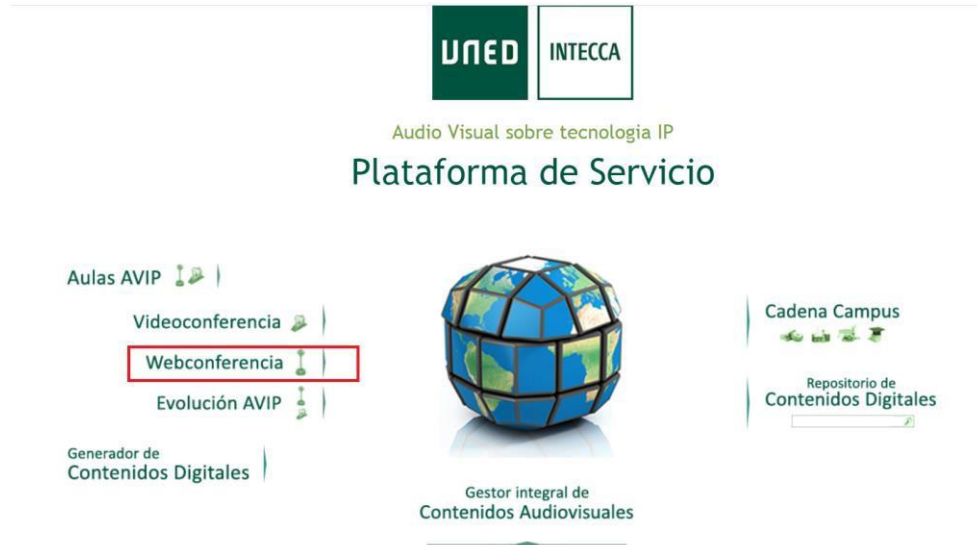 UNED
INTECCA
Audio Visual sobre tecnologia IP
Plataforma de Servicio
Aulas AVIP
Videoconferencia
Webconferencia
Evolución AVIP
Generador de
Contenidos Digitales
Cadena Campus
Repositorio de
Contenidos Digitales
Gestor integral de
Contenidos Audiovisuales